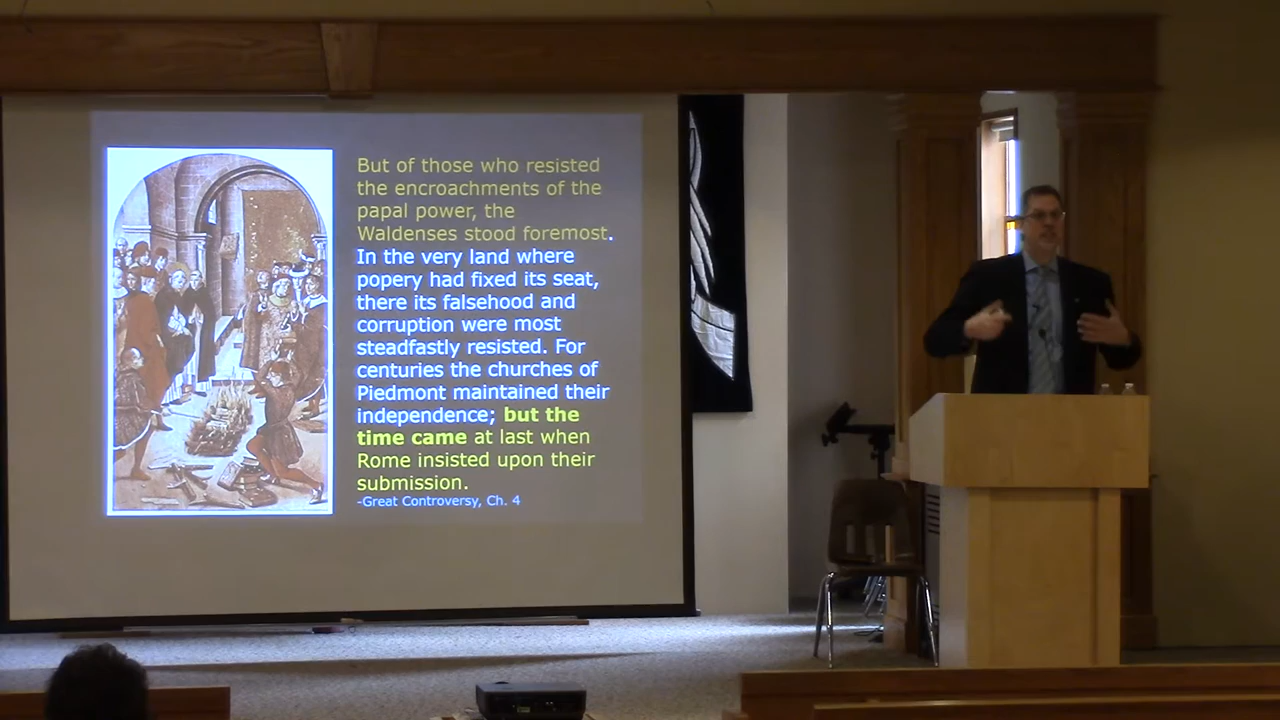 But of those who resisted
the encroachments of the
papal power, the
Waldenses stood foremost.
In the very land where
popery had fixed its seat,
there its falsehood and
corruption were most
steadfastly resisted. For
centuries the churches of
Piedmont maintained their
independence; but the
time came at last when
Rome insisted upon their
submission.
-Great Controversy, Ch. 4